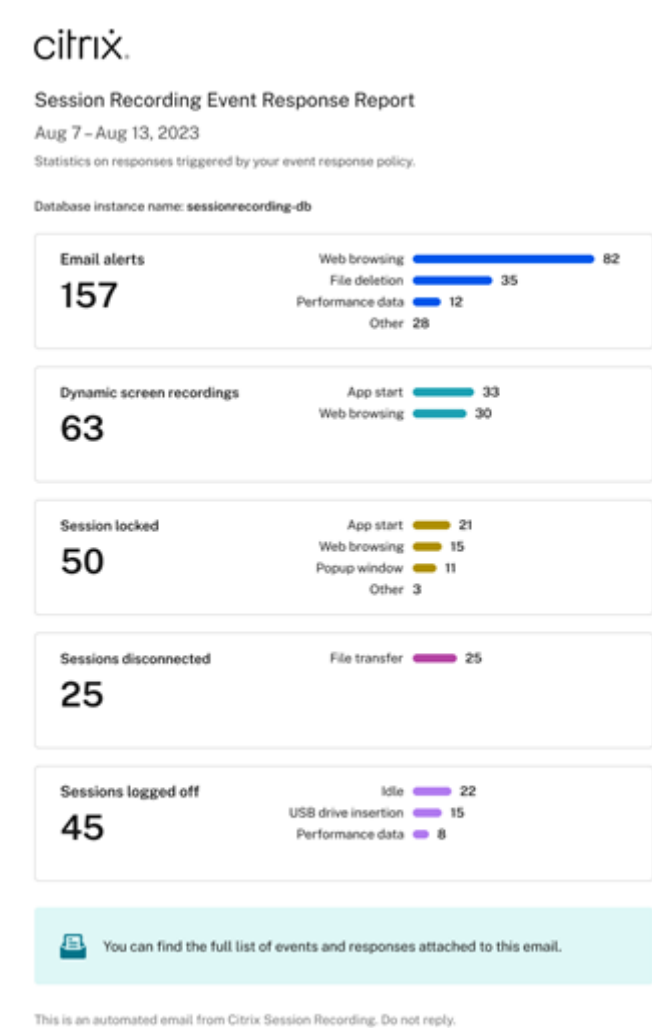 citrix.
Session Recording Event Response Report
Aug 7 – Aug 13, 2023
Statistics on responses triggered by your event response policy.
Database instance name: sessionrecording-db
Email alerts
157
Web browsing 82
File deletion 35
Performance data 12
Other 28
Dynamic screen recordings
63
App start 33
Web browsing 30
Session locked
50
App start 21
Web browsing 15
Popup window 11
Other 3
Sessions disconnected
25
File transfer 25
Sessions logged off
45
Idle 22
USB drive insertion 15
Performance data 8
You can find the full list of events and responses attached to this email.
This is an automated email from Citrix Session Recording. Do not reply.